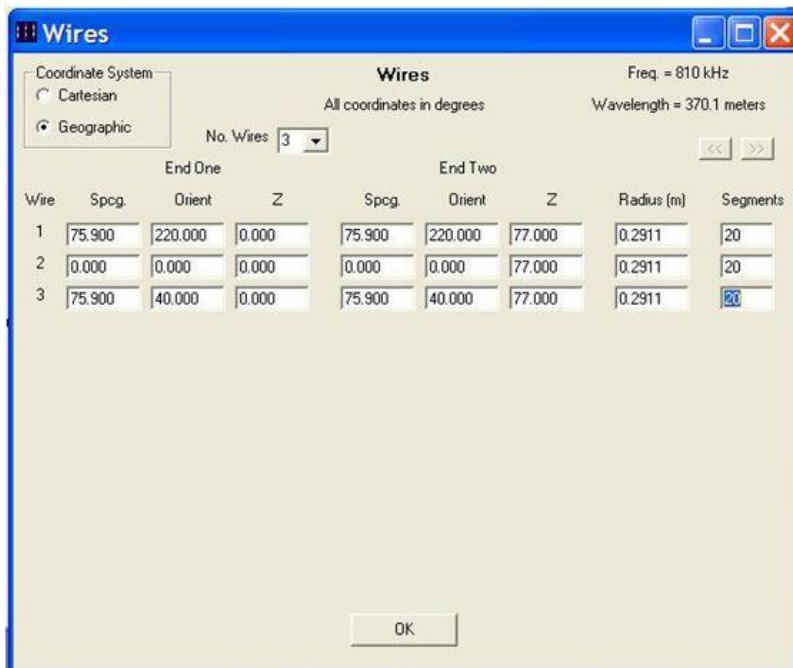 Wires
Coordinate System
Cartesian
Geographic
Wires
All coordinates in degrees
Freq. = 810 kHz
Wavelength = 370.1 meters
No. Wires 3
<< >>
End One End Two
Wire Spcg. Orient Z Spcg. Orient Z Radius (m) Segments
1 75.900 220.000 0.000 75.900 220.000 77.000 0.2911 20
2 0.000 0.000 0.000 0.000 0.000 77.000 0.2911 20
3 75.900 40.000 0.000 75.900 40.000 77.000 0.2911 20
OK